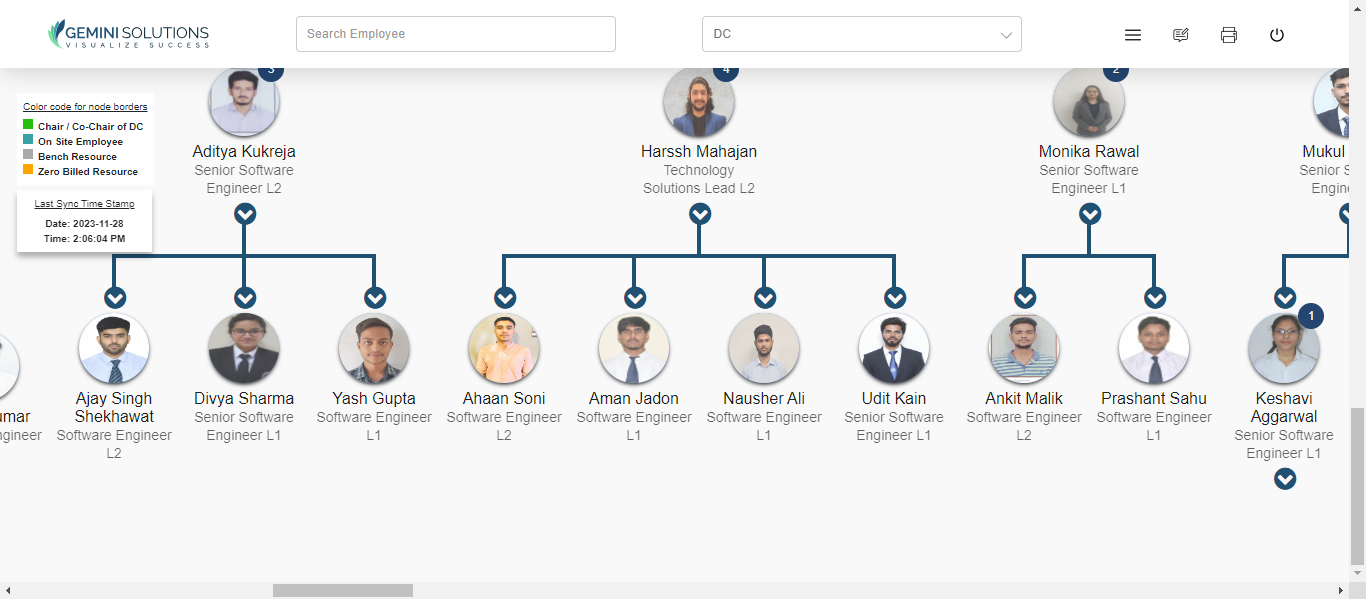 GEMINI SOLUTIONS
VISUALIZE SUCCESS
Search Employee
DC
Color code for node borders
Chair / Co-Chair of DC
On Site Employee
Bench Resource
Zero Billed Resource
Last Sync Time Stamp
Date: 2023-11-28
Time: 2:06:04 PM
3
Aditya Kukreja
Senior Software
Engineer L2
4
Harssh Mahajan
Technology
Solutions Lead L2
2
Monika Rawal
Senior Software
Engineer L1
Mukul
Senior S
Engine
umar
ngineer
Ajay Singh
Shekhawat
Software Engineer
L2
Divya Sharma
Senior Software
Engineer L1
Yash Gupta
Software Engineer
L1
Ahaan Soni
Software Engineer
L2
Aman Jadon
Software Engineer
L1
Nausher Ali
Software Engineer
L1
Udit Kain
Senior Software
Engineer L1
Ankit Malik
Software Engineer
L2
Prashant Sahu
Software Engineer
L1
1
Keshavi
Aggarwal
Senior Software
Engineer L1